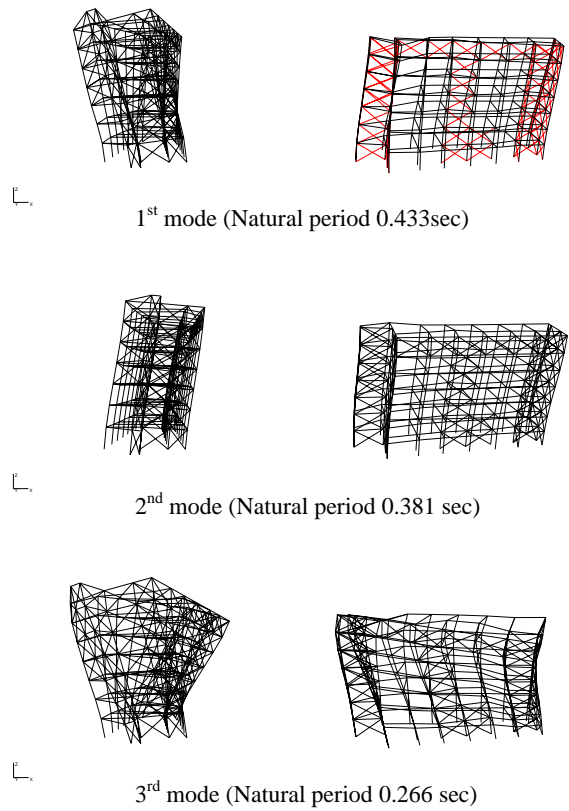 z
Y x
1st mode (Natural period 0.433sec)
z
Y x
2nd mode (Natural period 0.381 sec)
z
Y x
3rd mode (Natural period 0.266 sec)